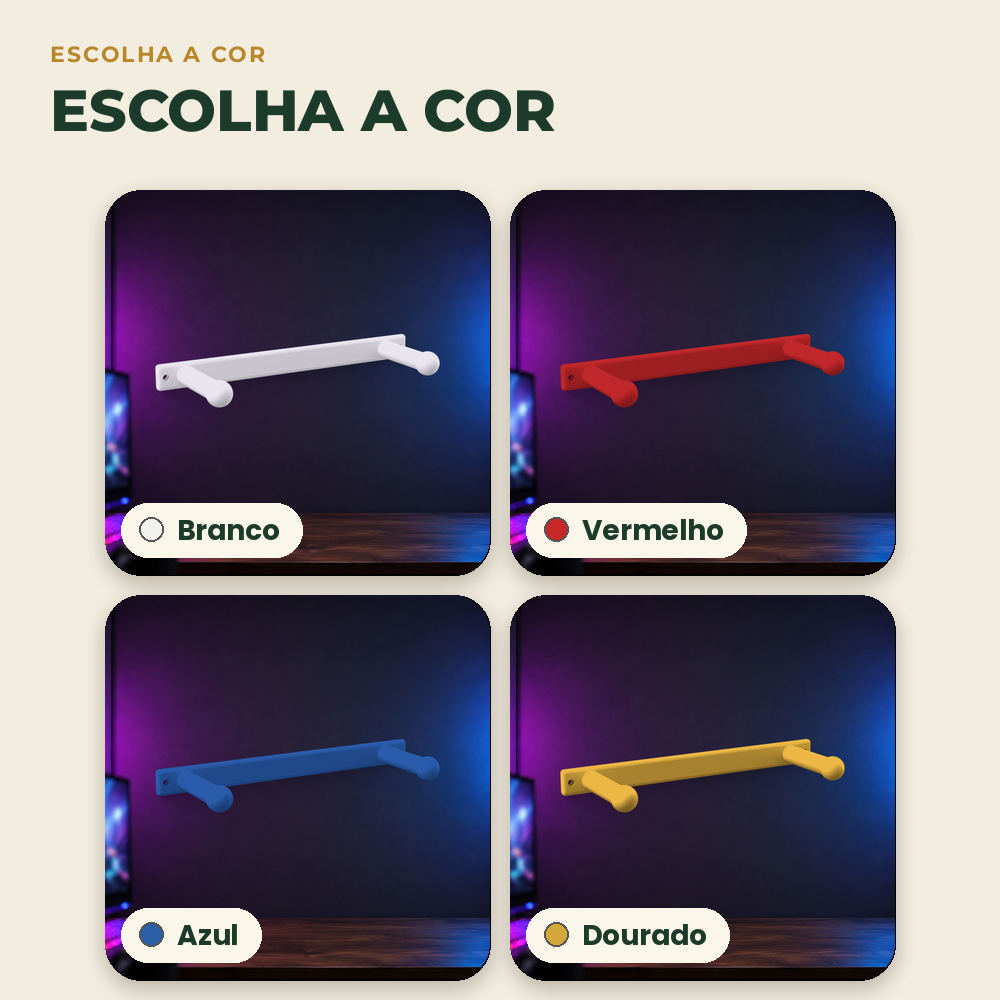 ESCOLHA A COR
ESCOLHA A COR
Branco
Vermelho
Azul
Dourado